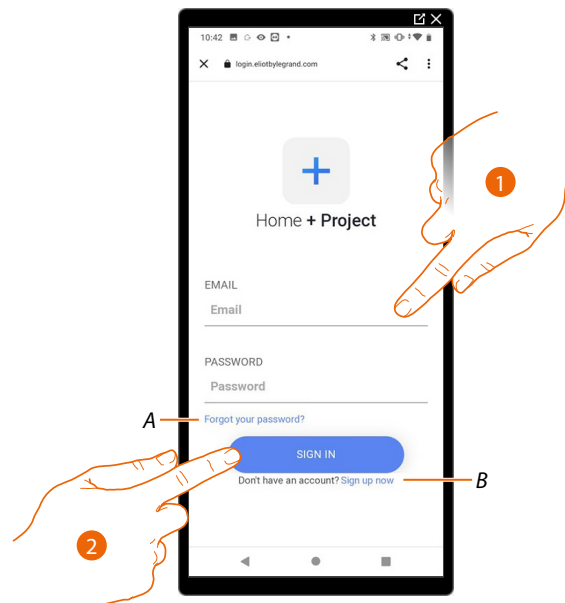 10:42
login.eliotbylegrand.com
1
Home + Project
EMAIL
Email
PASSWORD
Password
A
Forgot your password?
SIGN IN
Don't have an account? Sign up now
B
2